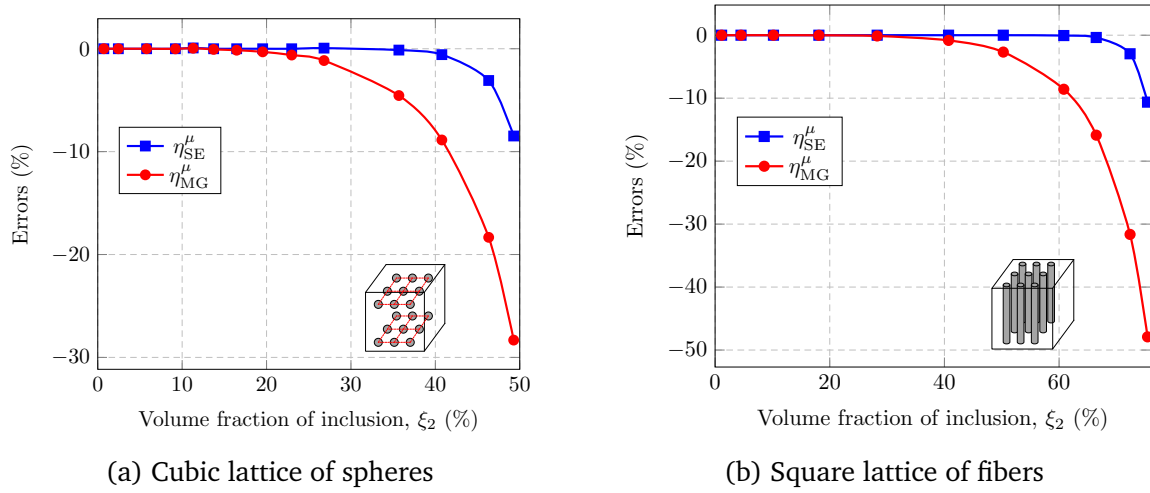 0
−10
−20
−30
0 10 20 30 40 50
Errors (%)
Volume fraction of inclusion, ξ₂ (%)
η^μ_SE
η^μ_MG
(a) Cubic lattice of spheres
0
−10
−20
−30
−40
−50
0 20 40 60
Errors (%)
Volume fraction of inclusion, ξ₂ (%)
η^μ_SE
η^μ_MG
(b) Square lattice of fibers